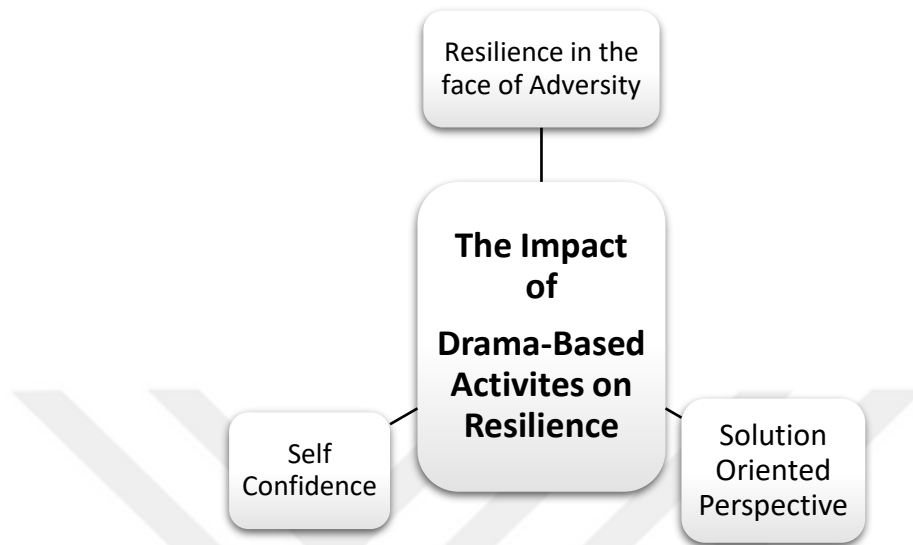 Resilience in the
face of Adversity
The Impact
of
Drama-Based
Activites on
Resilience
Self
Confidence
Solution
Oriented
Perspective